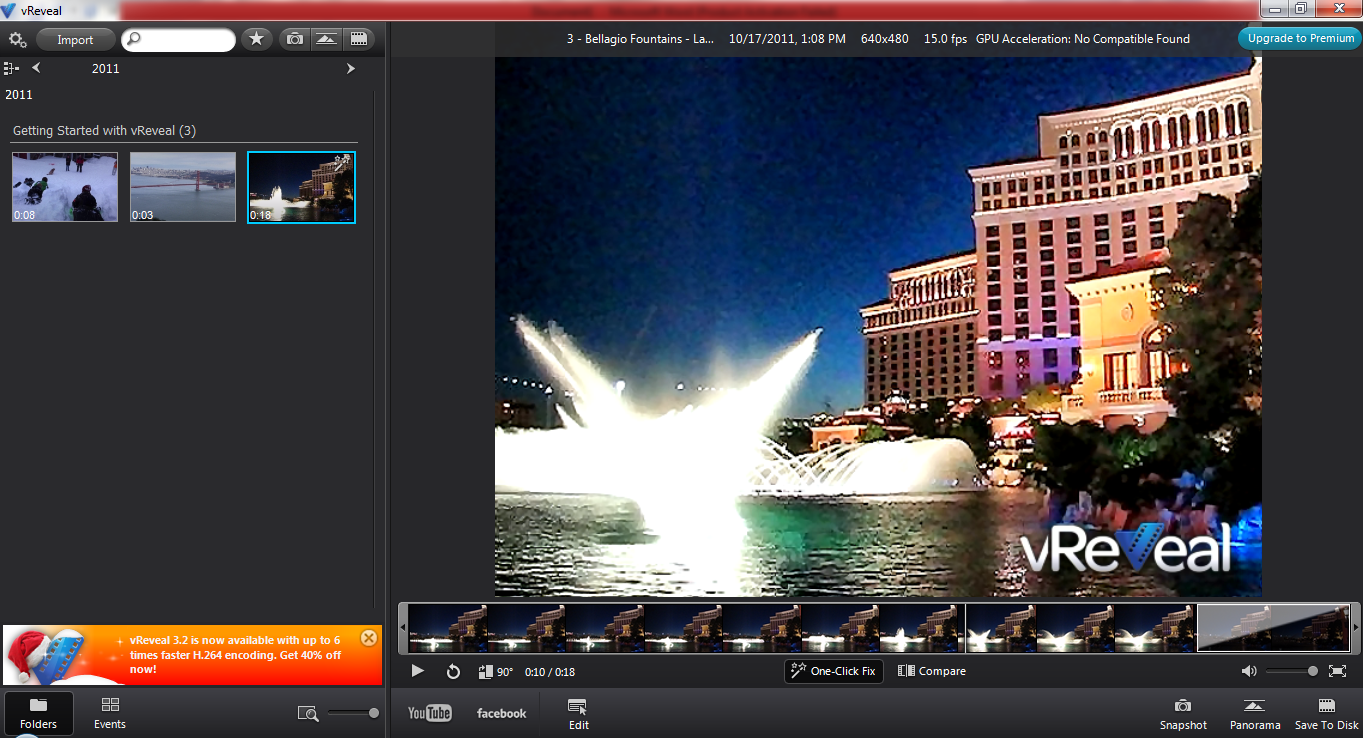 vReveal
Import
3 - Bellagio Fountains - La... 10/17/2011, 1:08 PM 640x480 15.0 fps GPU Acceleration: No Compatible Found
Upgrade to Premium
2011
2011
Getting Started with vReveal (3)
0:08
0:03
0:18
vReveal
vReveal 3.2 is now available with up to 6
times faster H.264 encoding. Get 40% off
now!
90° 0:10 / 0:18
One-Click Fix
Compare
Folders
Events
YouTube
facebook
Edit
Snapshot
Panorama
Save To Disk